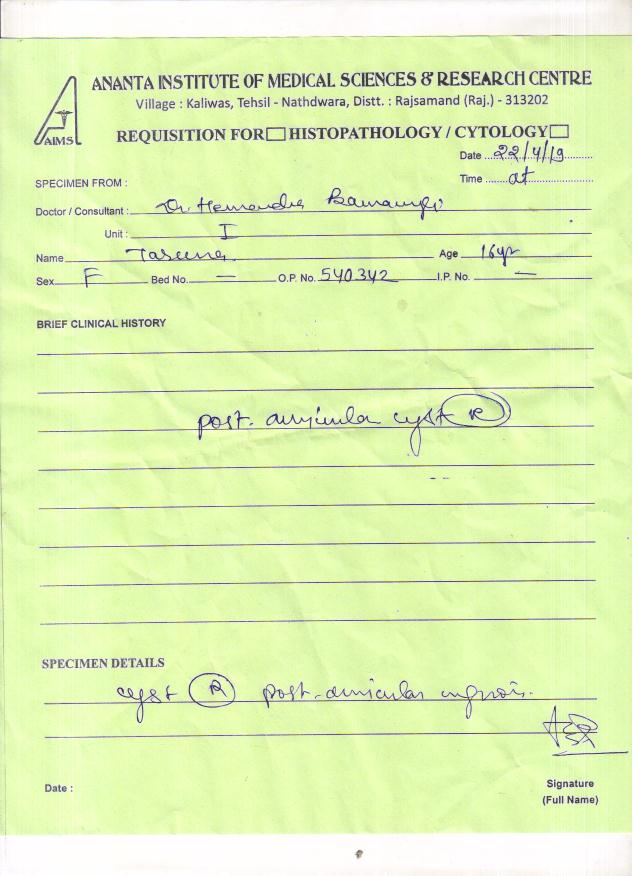 ANANTA INSTITUTE OF MEDICAL SCIENCES & RESEARCH CENTRE
Village : Kaliwas, Tehsil - Nathdwara, Distt. : Rajsamand (Raj.) - 313202
AIMS
REQUISITION FOR HISTOPATHOLOGY / CYTOLOGY
Date 22/4/19
Time at
SPECIMEN FROM :
Doctor / Consultant : Dr. Hemendra
Unit : I
Name Age 16yr
Sex F Bed No. — O.P. No. 540342 I.P. No. —
BRIEF CLINICAL HISTORY
post-auricular cyst R
SPECIMEN DETAILS
cyst R post-auricular
Date :
Signature
(Full Name)